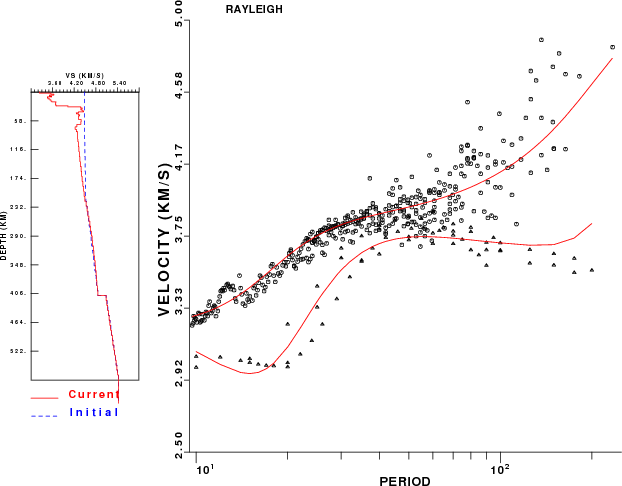 RAYLEIGH
VS (KM/S)
3.60 4.20 4.80 5.40
DEPTH (KM)
58.
116.
174.
232.
290.
348.
406.
464.
522.
Current
Initial
VELOCITY (KM/S)
5.00
4.58
4.17
3.75
3.33
2.92
2.50
10¹ 10²
PERIOD